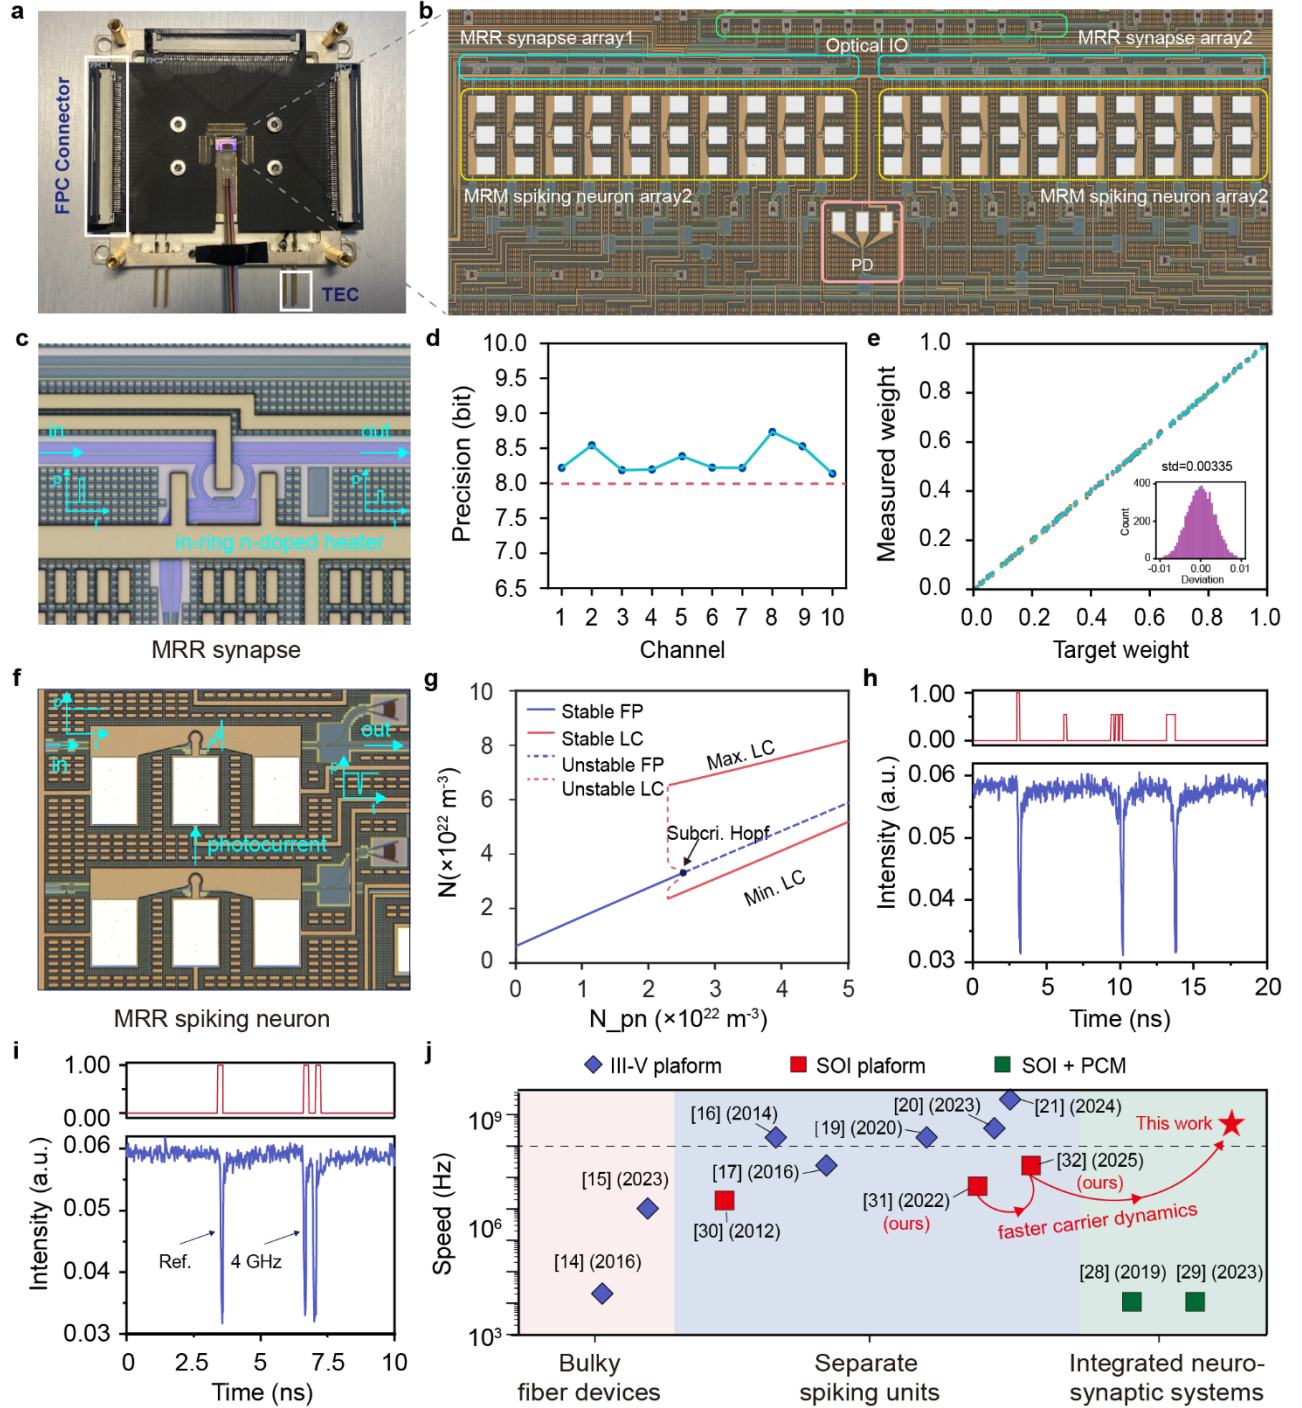 a
FPC Connector
TEC
b
MRR synapse array1
Optical IO
MRR synapse array2
MRM spiking neuron array2
MRM spiking neuron array2
PD
c
in
out
p
t
p
t
in-ring n-doped heater
MRR synapse
d
Precision (bit)
10.0
9.5
9.0
8.5
8.0
7.5
7.0
6.5
1 2 3 4 5 6 7 8 9 10
Channel
e
Measured weight
1.0
0.8
0.6
0.4
0.2
0.0
0.0 0.2 0.4 0.6 0.8 1.0
Target weight
std=0.00335
Count
400
200
0
-0.01 0.00 0.01
Deviation
f
p
t
in
out
p
t
photocurrent
MRR spiking neuron
g
N(×10²² m⁻³)
10
8
6
4
2
0
Stable FP
Stable LC
Unstable FP
Unstable LC
Max. LC
Subcri. Hopf
Min. LC
0 1 2 3 4 5
N_pn (×10²² m⁻³)
h
1.00
0.00
Intensity (a.u.)
0.06
0.05
0.04
0.03
0 5 10 15 20
Time (ns)
i
1.00
0.00
Intensity (a.u.)
0.06
0.05
0.04
0.03
Ref.
4 GHz
0 2.5 5 7.5 10
Time (ns)
j
III-V plaform
SOI plaform
SOI + PCM
Speed (Hz)
10⁹
10⁶
10³
[14] (2016)
[15] (2023)
[16] (2014)
[17] (2016)
[30] (2012)
[19] (2020)
[20] (2023)
[21] (2024)
[31] (2022)
(ours)
[32] (2025)
(ours)
This work
faster carrier dynamics
[28] (2019)
[29] (2023)
Bulky
fiber devices
Separate
spiking units
Integrated neuro-
synaptic systems